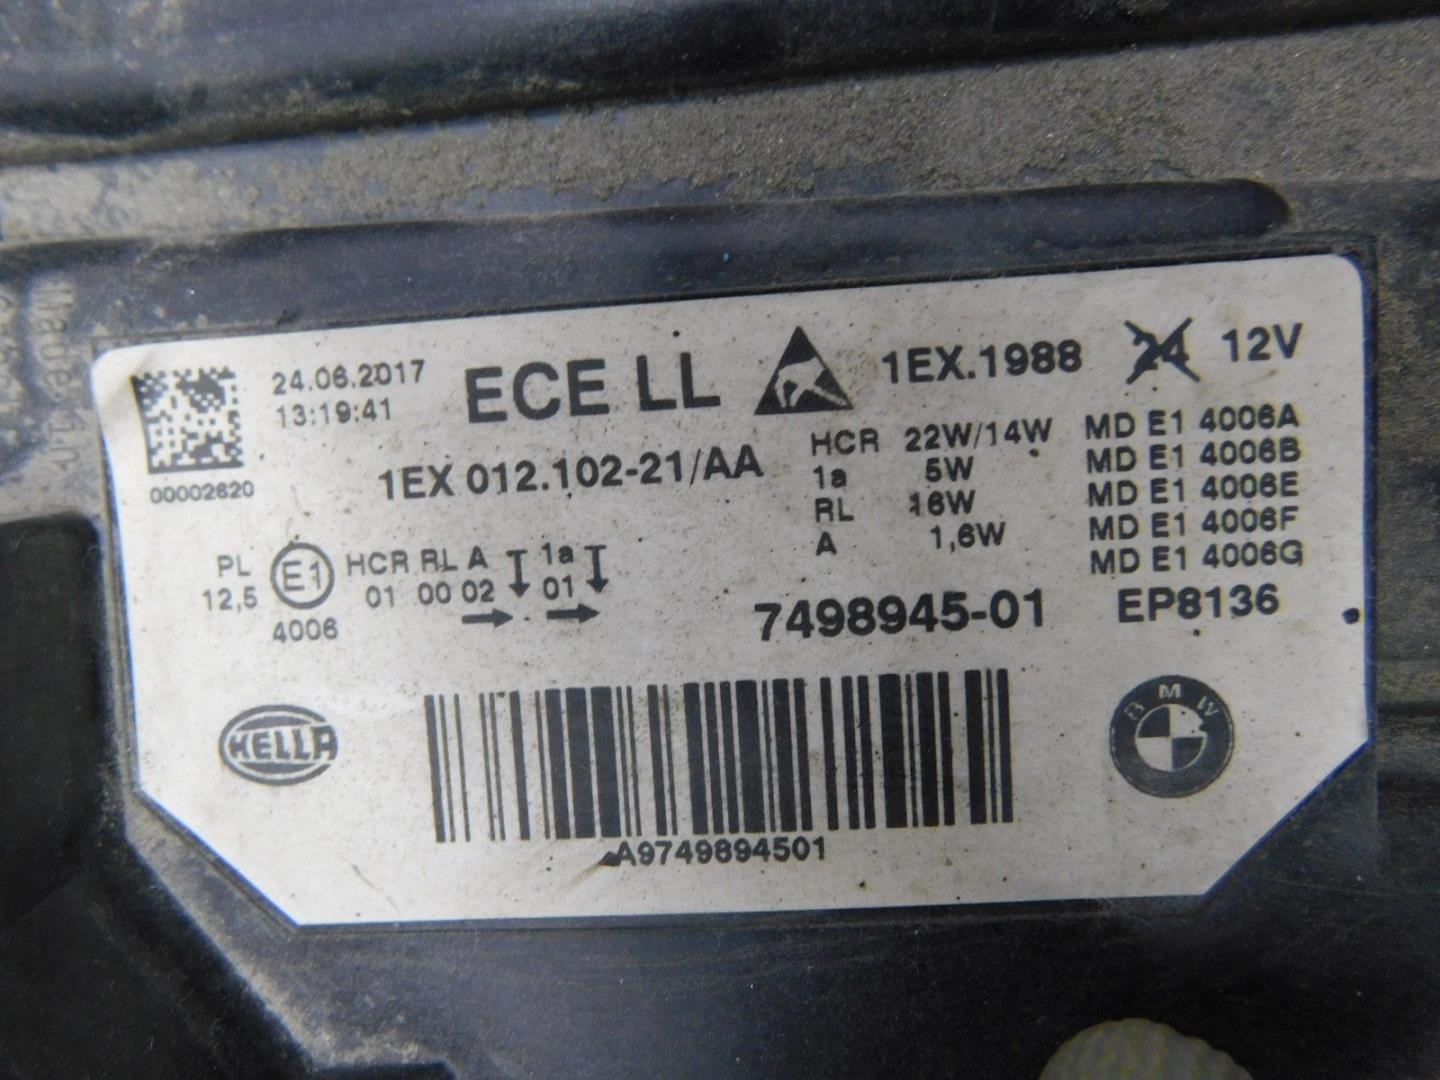 24.06.2017
13:19:41
00002620
ECE LL
1EX.1988
24 12V
1EX 012.102-21/AA
HCR 22W/14W
1a 5W
RL 16W
A 1,6W
MD E1 4006A
MD E1 4006B
MD E1 4006E
MD E1 4006F
MD E1 4006G
PL
12,5
E1
4006
HCR RL A 1a
01 00 02 01
7498945-01
EP8136
HELLA
BMW
A9749894501